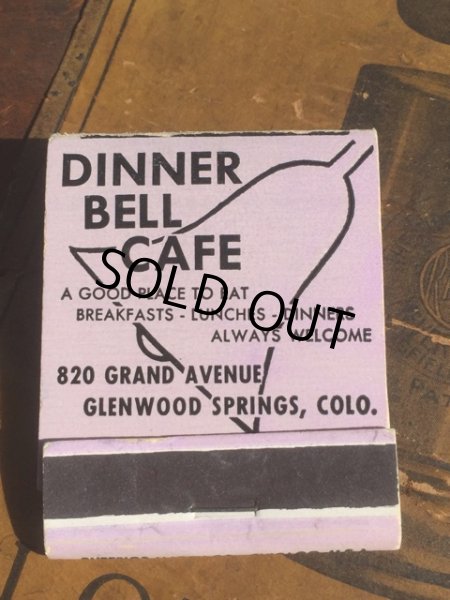 DINNER
BELL
CAFE
A GOOD PLACE TO EAT
BREAKFASTS - LUNCHES - DINNERS
ALWAYS WELCOME
SOLD OUT
820 GRAND AVENUE
GLENWOOD SPRINGS, COLO.